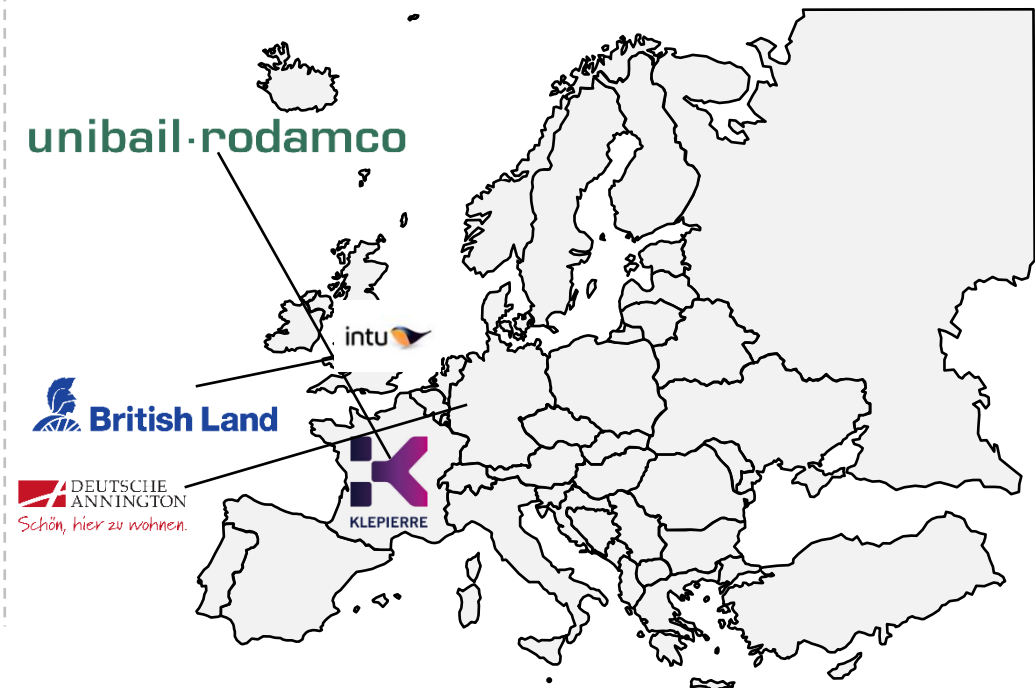 unibail·rodamco
intu
British Land
DEUTSCHE
ANNINGTON
Schön, hier zu wohnen.
KLEPIERRE